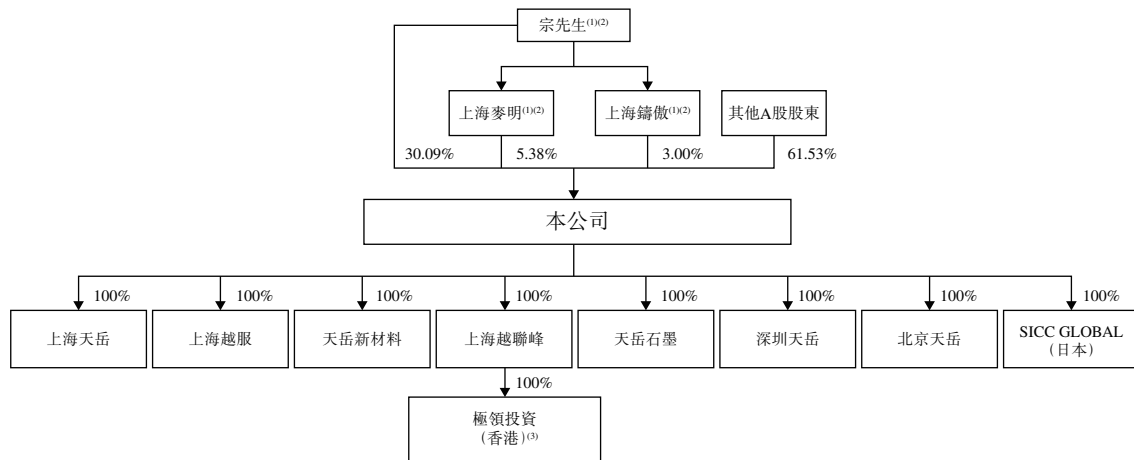 宗先生(1)(2)
上海麥明(1)(2)
上海鑄傲(1)(2)
其他A股股東
30.09%
5.38%
3.00%
61.53%
本公司
100%
100%
100%
100%
100%
100%
100%
100%
上海天岳
上海越服
天岳新材料
上海越聯峰
天岳石墨
深圳天岳
北京天岳
SICC GLOBAL
（日本）
100%
極領投資
（香港）(3)